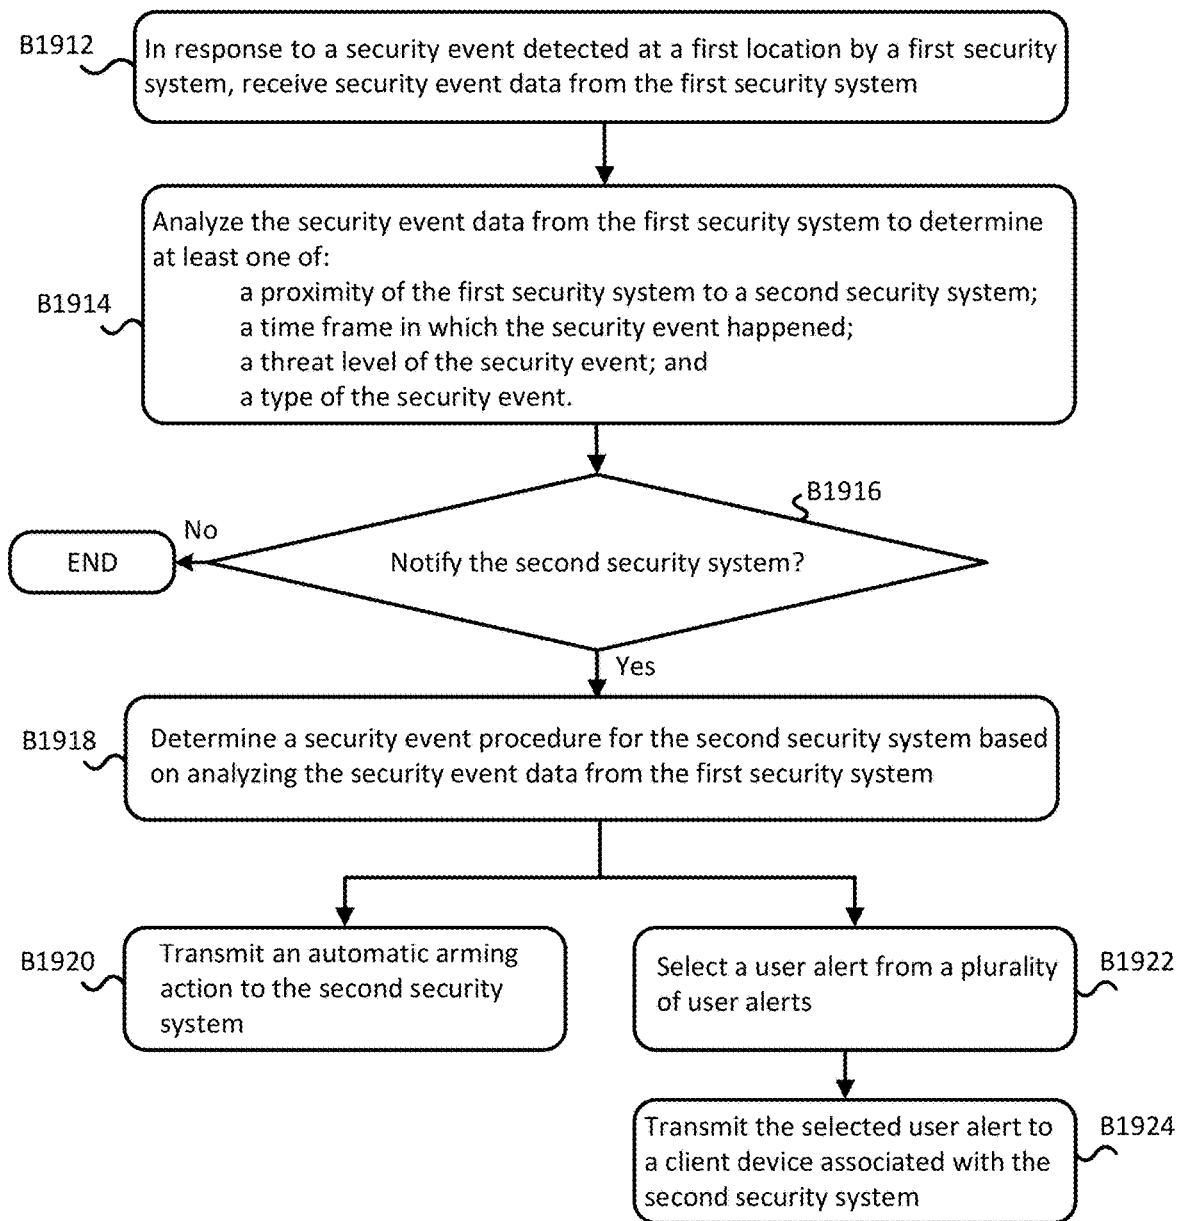 B1912
In response to a security event detected at a first location by a first security
system, receive security event data from the first security system
B1914
Analyze the security event data from the first security system to determine
at least one of:
a proximity of the first security system to a second security system;
a time frame in which the security event happened;
a threat level of the security event; and
a type of the security event.
B1916
No
END
Notify the second security system?
Yes
B1918
Determine a security event procedure for the second security system based
on analyzing the security event data from the first security system
B1920
Transmit an automatic arming
action to the second security
system
B1922
Select a user alert from a plurality
of user alerts
B1924
Transmit the selected user alert to
a client device associated with the
second security system